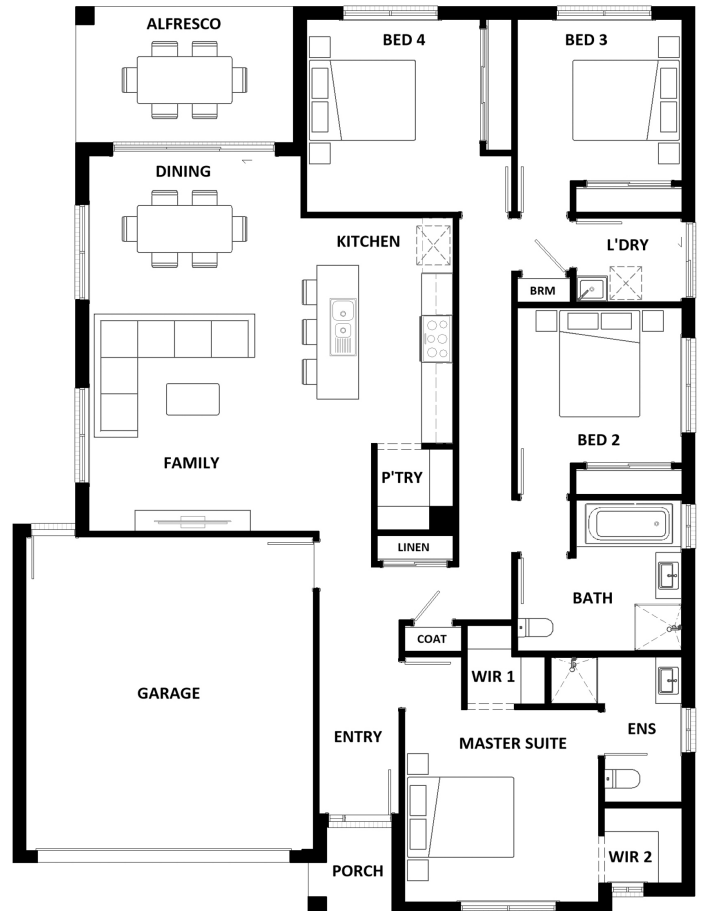 ALFRESCO
BED 4
BED 3
DINING
KITCHEN
L'DRY
BRM
BED 2
FAMILY
P'TRY
LINEN
BATH
COAT
WIR 1
GARAGE
ENTRY
MASTER SUITE
ENS
PORCH
WIR 2